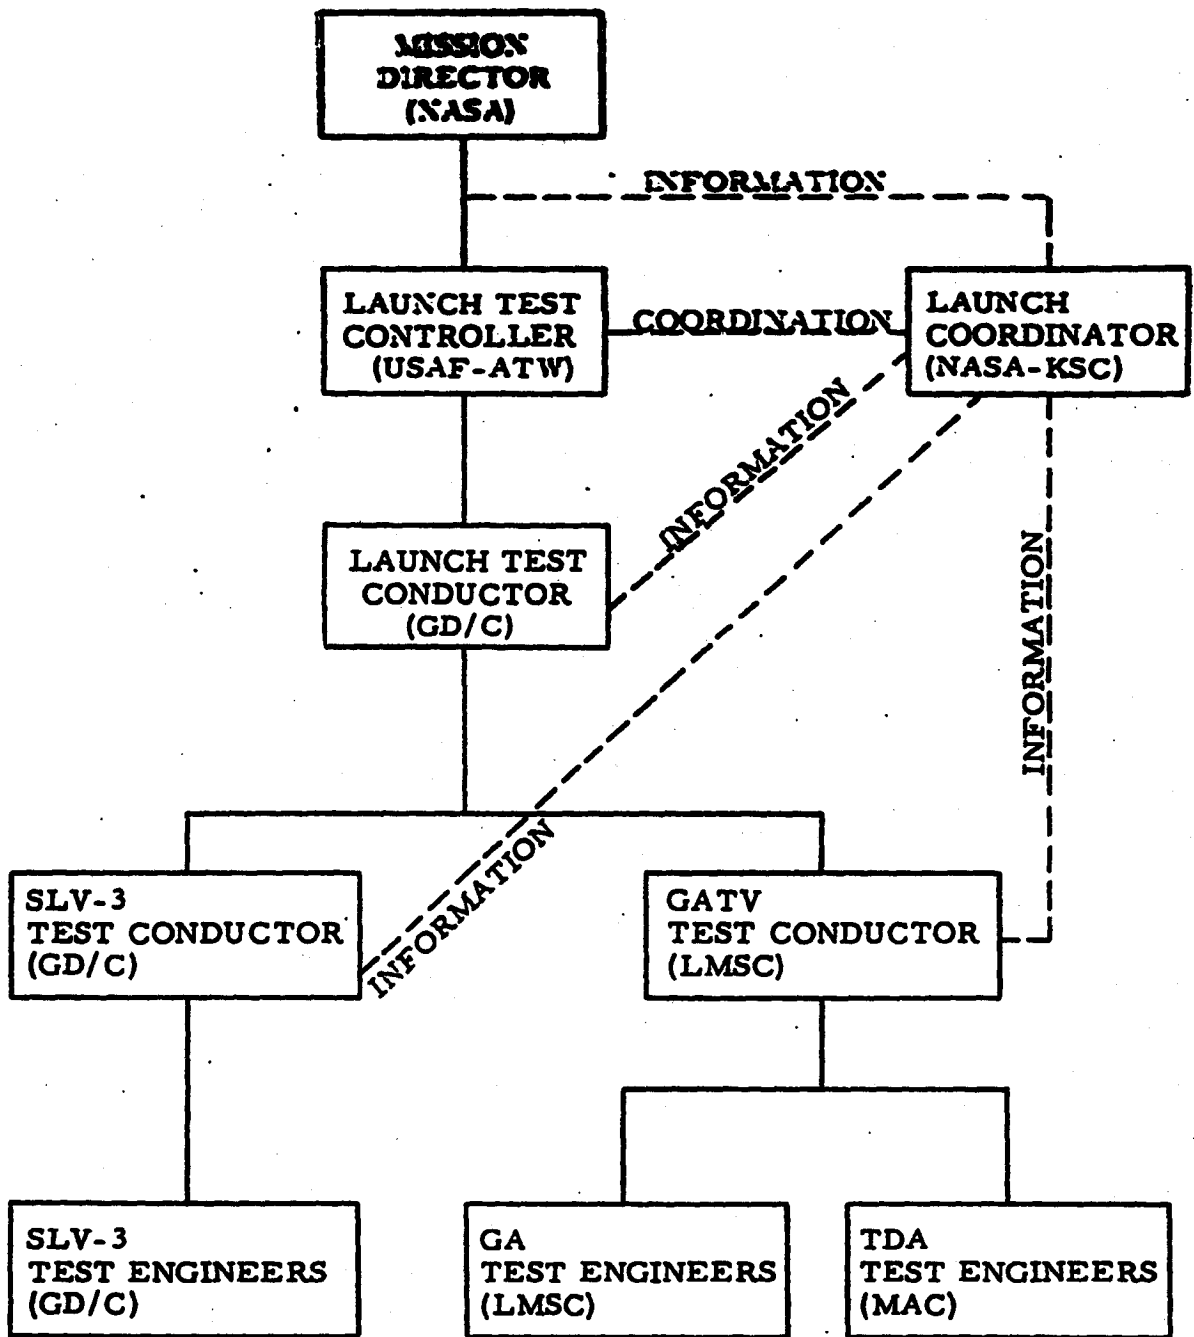 MISSION
DIRECTOR
(NASA)
INFORMATION
LAUNCH TEST
CONTROLLER
(USAF-ATW)
COORDINATION
LAUNCH
COORDINATOR
(NASA-KSC)
INFORMATION
LAUNCH TEST
CONDUCTOR
(GD/C)
INFORMATION
INFORMATION
SLV-3
TEST CONDUCTOR
(GD/C)
GATV
TEST CONDUCTOR
(LMSC)
SLV-3
TEST ENGINEERS
(GD/C)
GA
TEST ENGINEERS
(LMSC)
TDA
TEST ENGINEERS
(MAC)